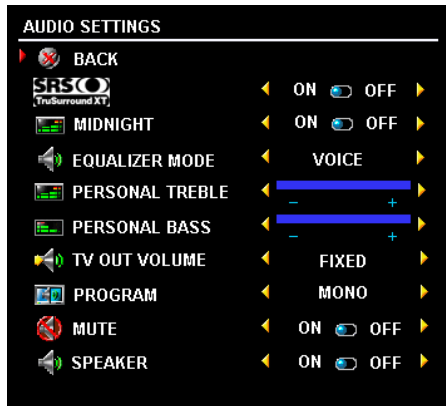 AUDIO SETTINGS
BACK
SRS
TruSurround XT
ON OFF
MIDNIGHT ON OFF
EQUALIZER MODE VOICE
PERSONAL TREBLE
- +
PERSONAL BASS
- +
TV OUT VOLUME FIXED
PROGRAM MONO
MUTE ON OFF
SPEAKER ON OFF